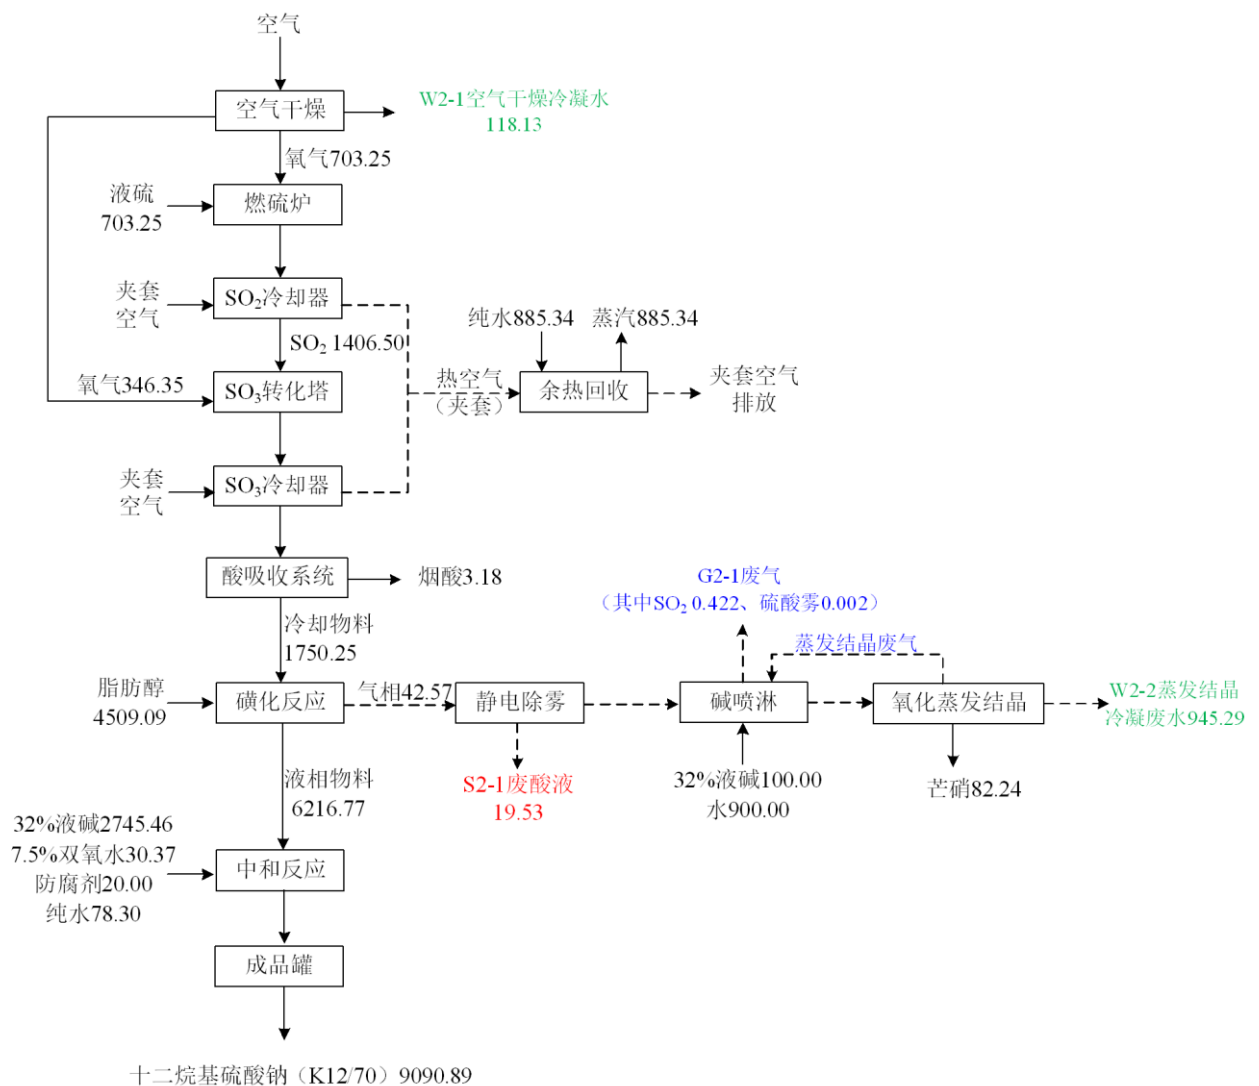 空气
空气干燥
W2-1空气干燥冷凝水
118.13
氧气703.25
液硫
703.25
燃硫炉
夹套
空气
SO₂冷却器
SO₂ 1406.50
纯水885.34
蒸汽885.34
氧气346.35
SO₃转化塔
热空气
（夹套）
余热回收
夹套空气
排放
夹套
空气
SO₃冷却器
酸吸收系统
烟酸3.18
G2-1废气
（其中SO₂ 0.422、硫酸雾0.002）
冷却物料
1750.25
蒸发结晶废气
脂肪醇
4509.09
磺化反应
气相42.57
静电除雾
碱喷淋
氧化蒸发结晶
W2-2蒸发结晶
冷凝废水945.29
液相物料
6216.77
S2-1废酸液
19.53
32%液碱100.00
水900.00
芒硝82.24
32%液碱2745.46
7.5%双氧水30.37
防腐剂20.00
纯水78.30
中和反应
成品罐
十二烷基硫酸钠（K12/70）9090.89